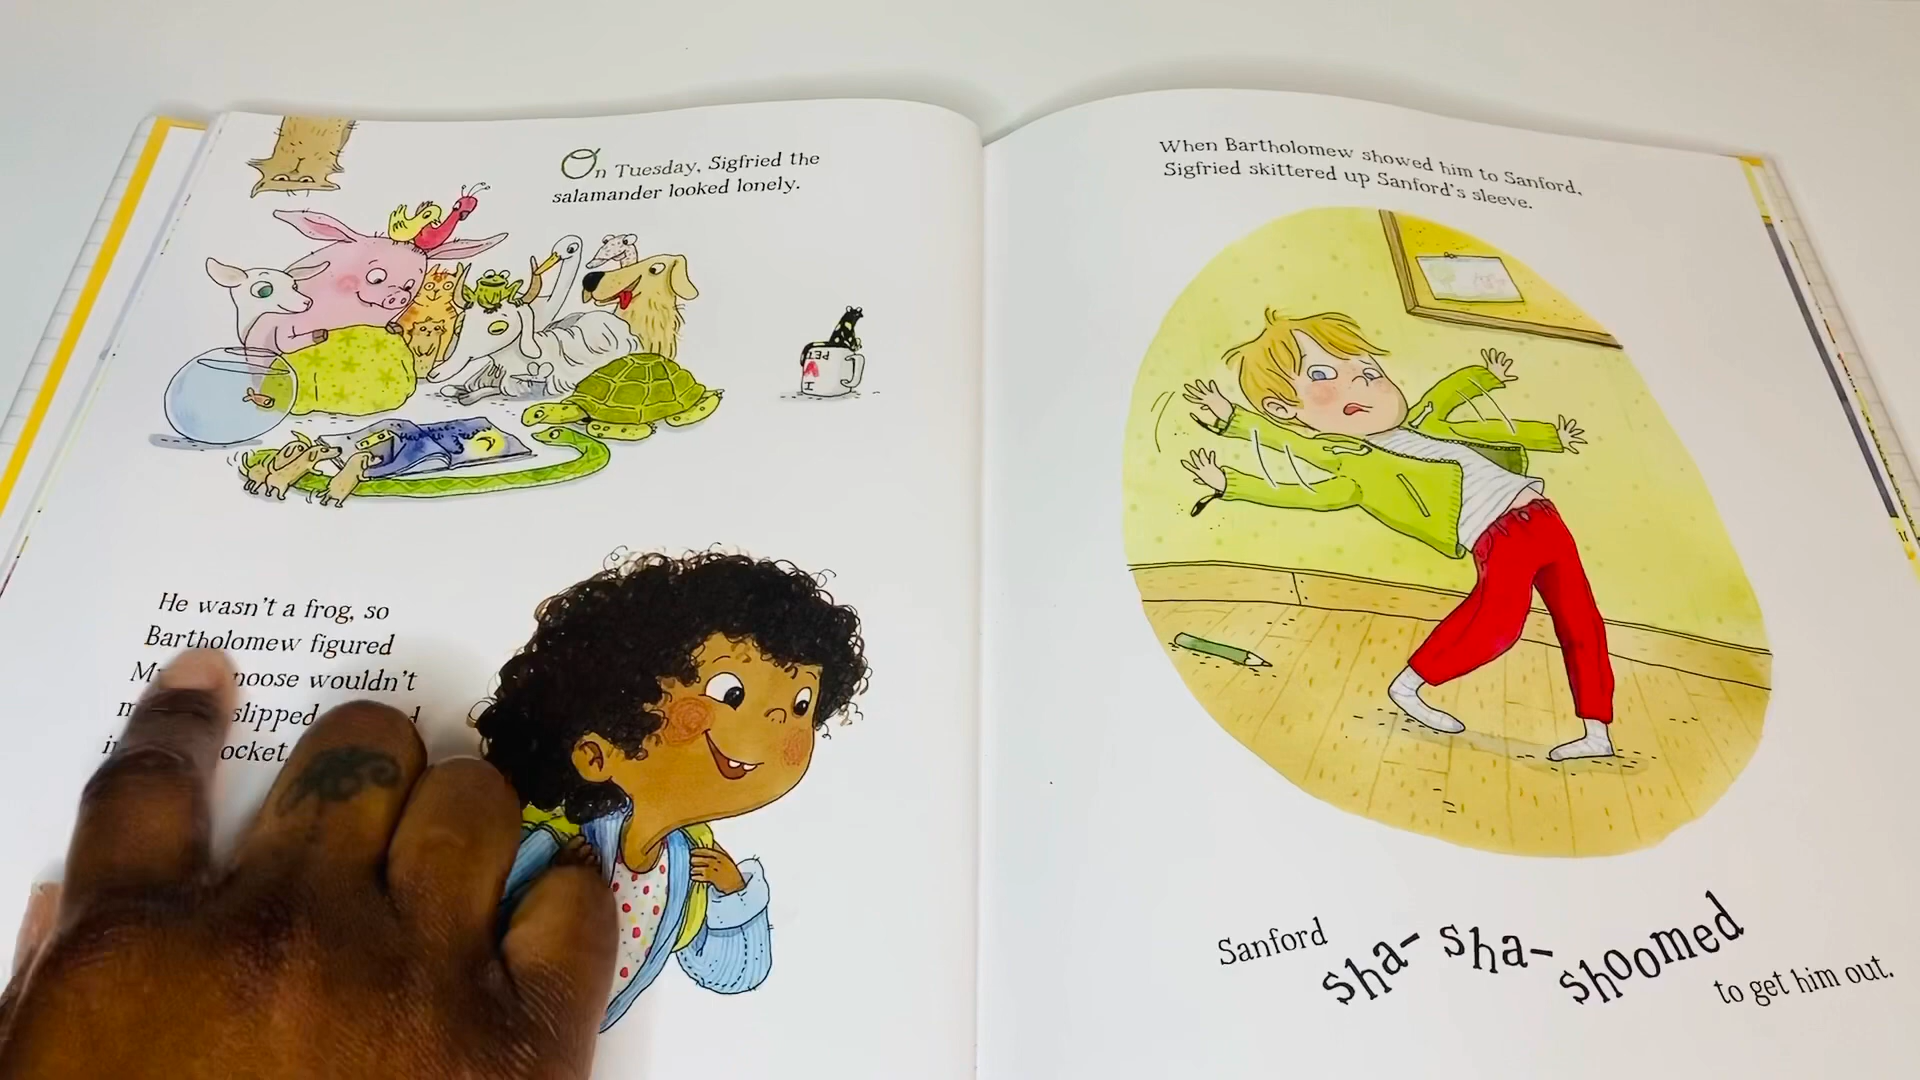 On Tuesday, Sigfried the
salamander looked lonely.
I
PET
He wasn't a frog, so
Bartholomew figured
noose wouldn't
slipped
ocket,
When Bartholomew showed him to Sanford,
Sigfried skittered up Sanford's sleeve.
Sanford sha- sha- shoomed to get him out.